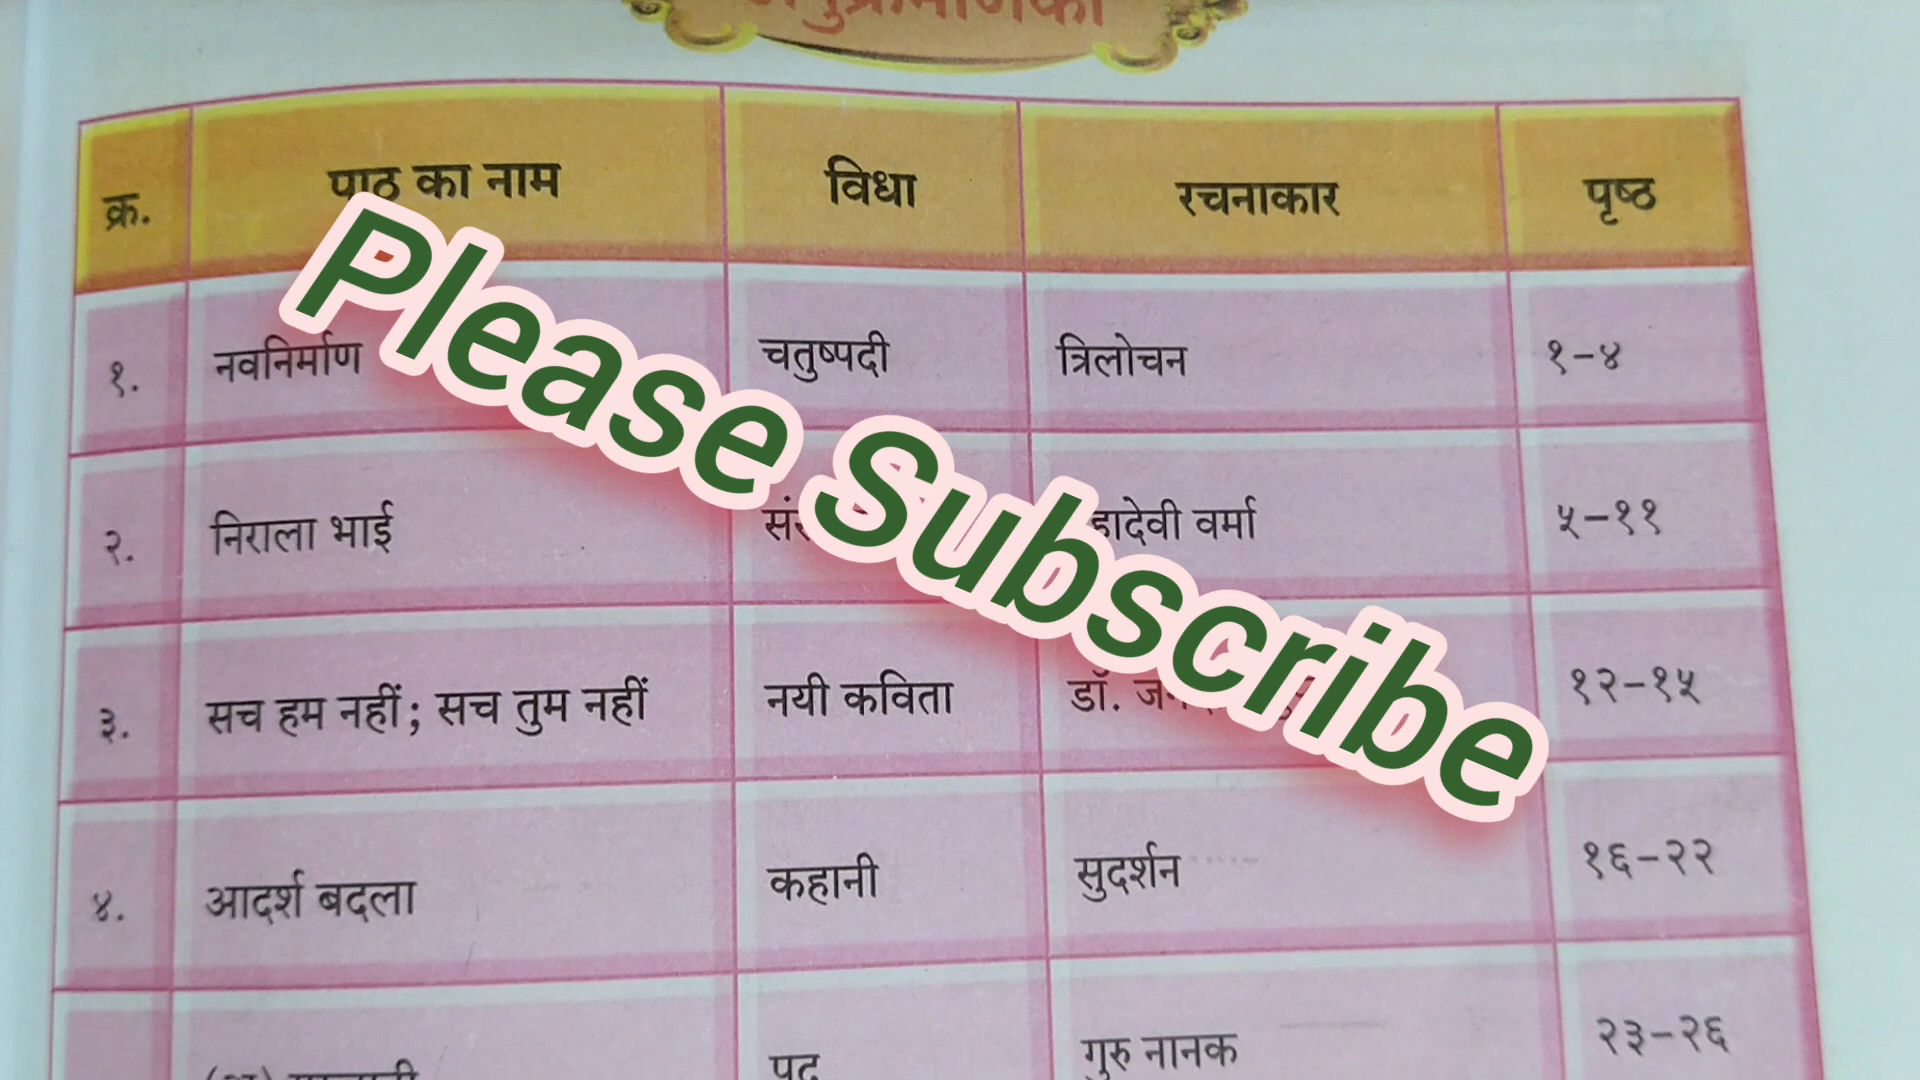 क्र. पाठ का नाम विधा रचनाकार पृष्ठ
१. नवनिर्माण चतुष्पदी त्रिलोचन १-४
२. निराला भाई वर्मा ५-११
३. सच हम नहीं; सच तुम नहीं नयी कविता डॉ. १२-१५
४. आदर्श बदला कहानी सुदर्शन १६-२२
पद गुरु नानक २३-२६
Please Subscribe